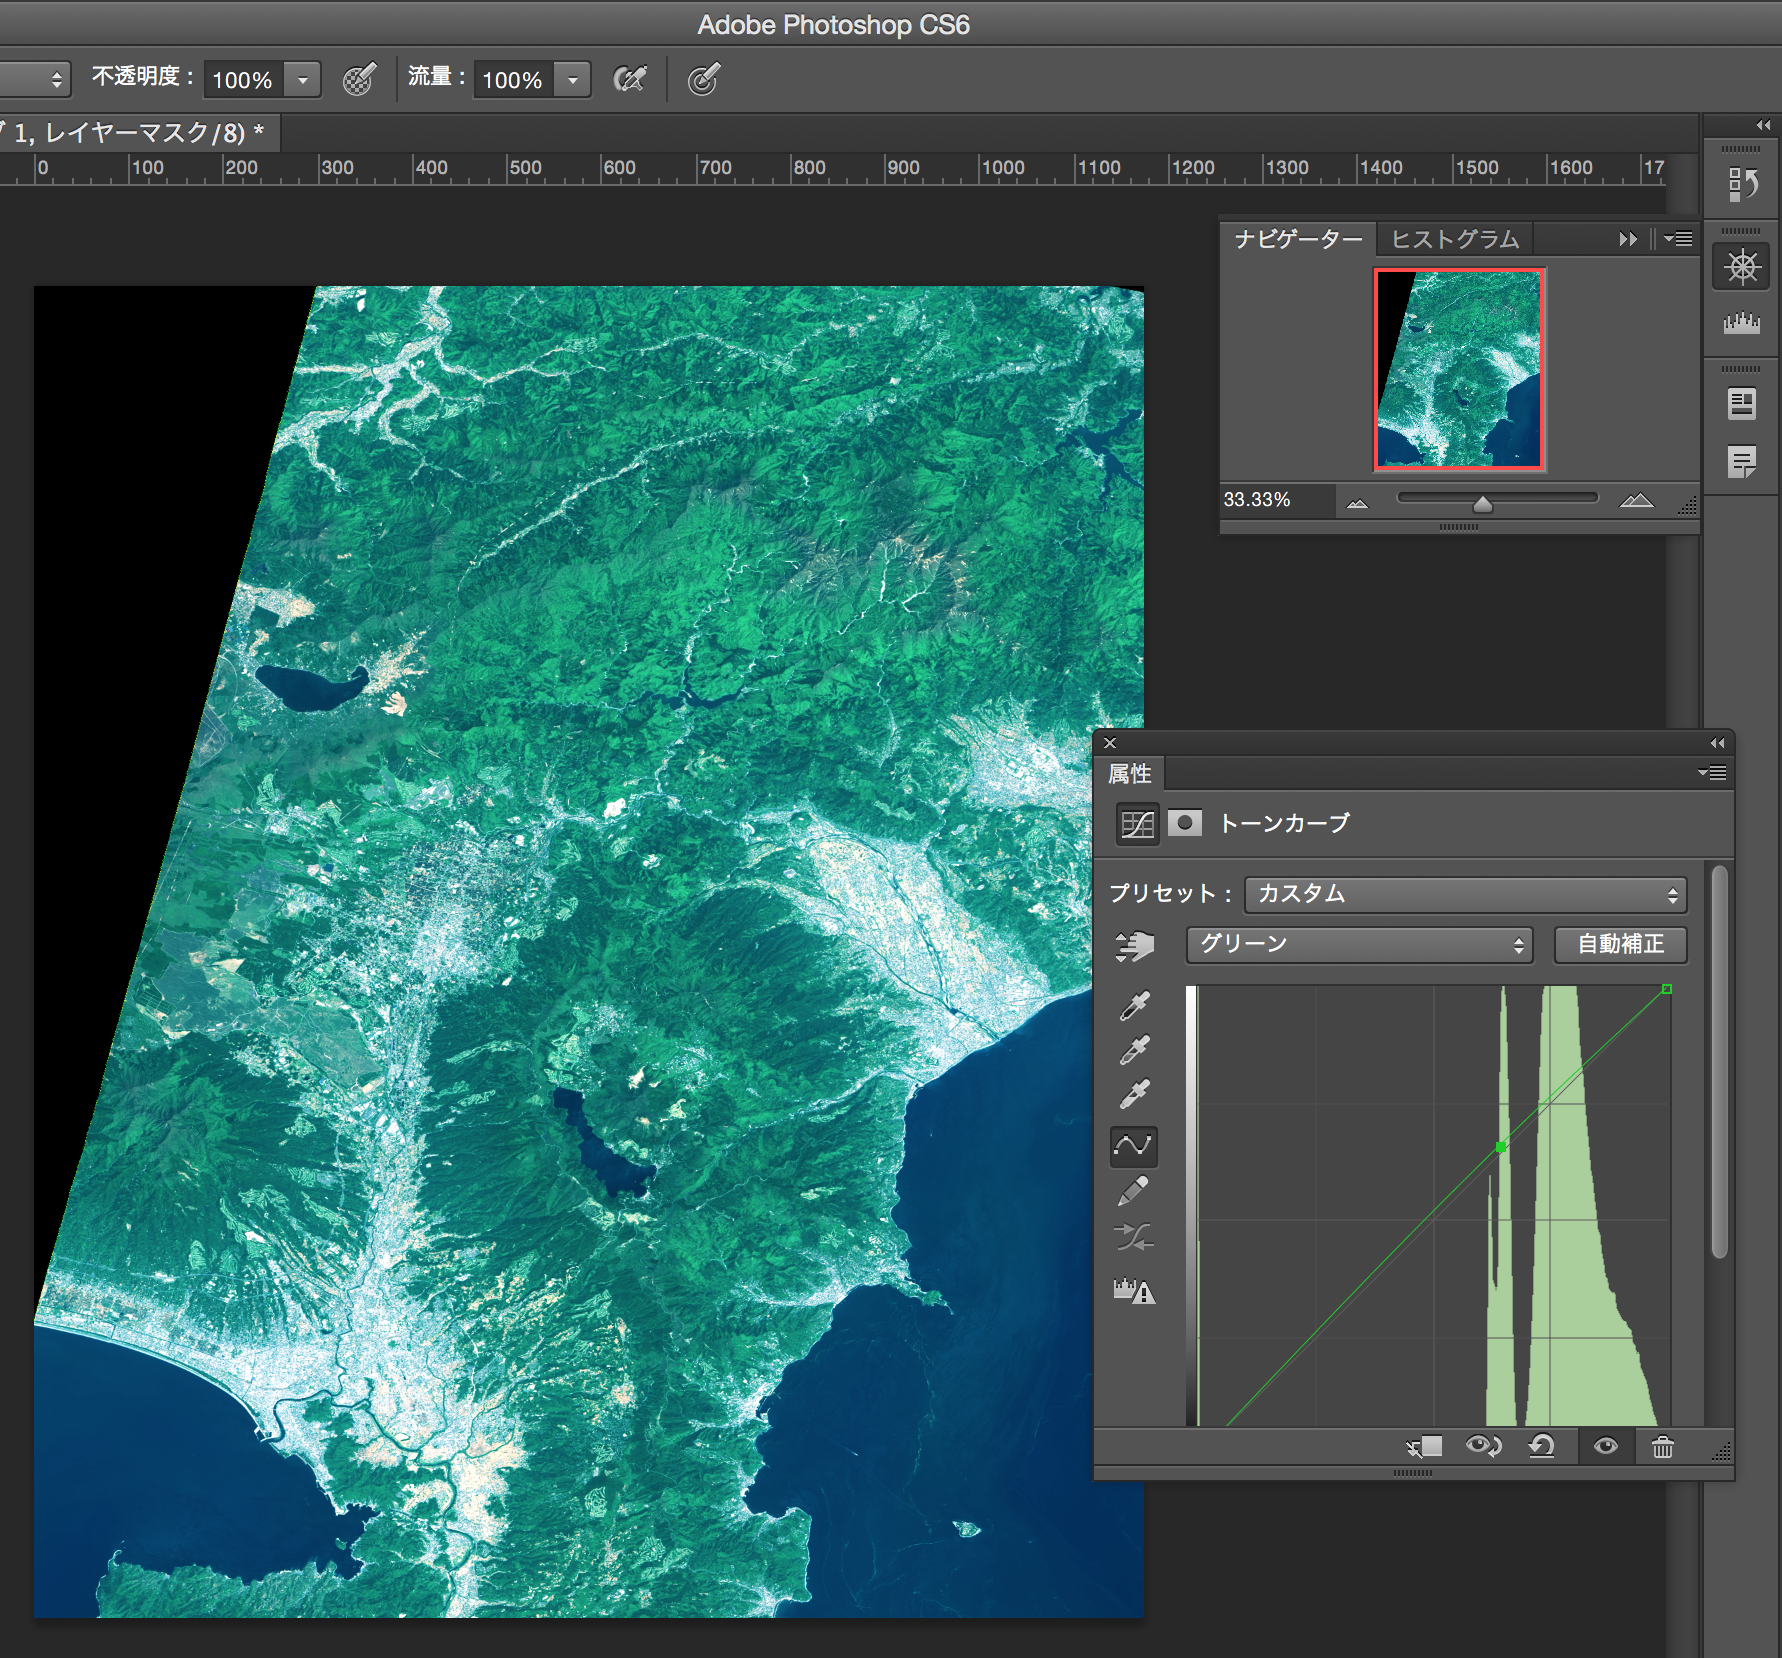 Adobe Photoshop CS6
不透明度： 100% 流量： 100%
1, レイヤーマスク/8) *
0 100 200 300 400 500 600 700 800 900 1000 1100 1200 1300 1400 1500 1600 17
ナビゲーター ヒストグラム
33.33%
属性
トーンカーブ
プリセット： カスタム
グリーン 自動補正